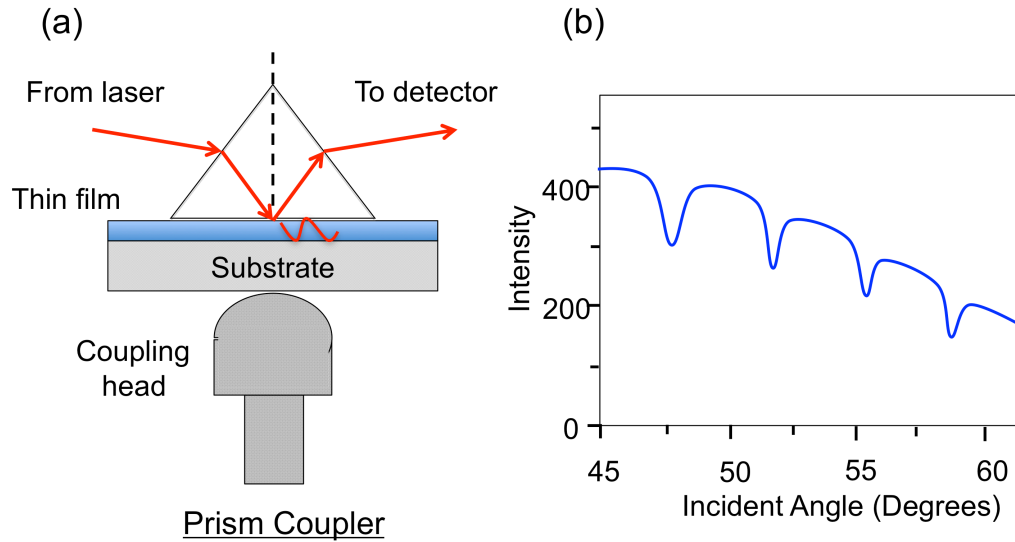 (a)
From laser
To detector
Thin film
Substrate
Coupling
head
Prism Coupler
(b)
Intensity
400
300
200
0
45
50
55
60
Incident Angle (Degrees)